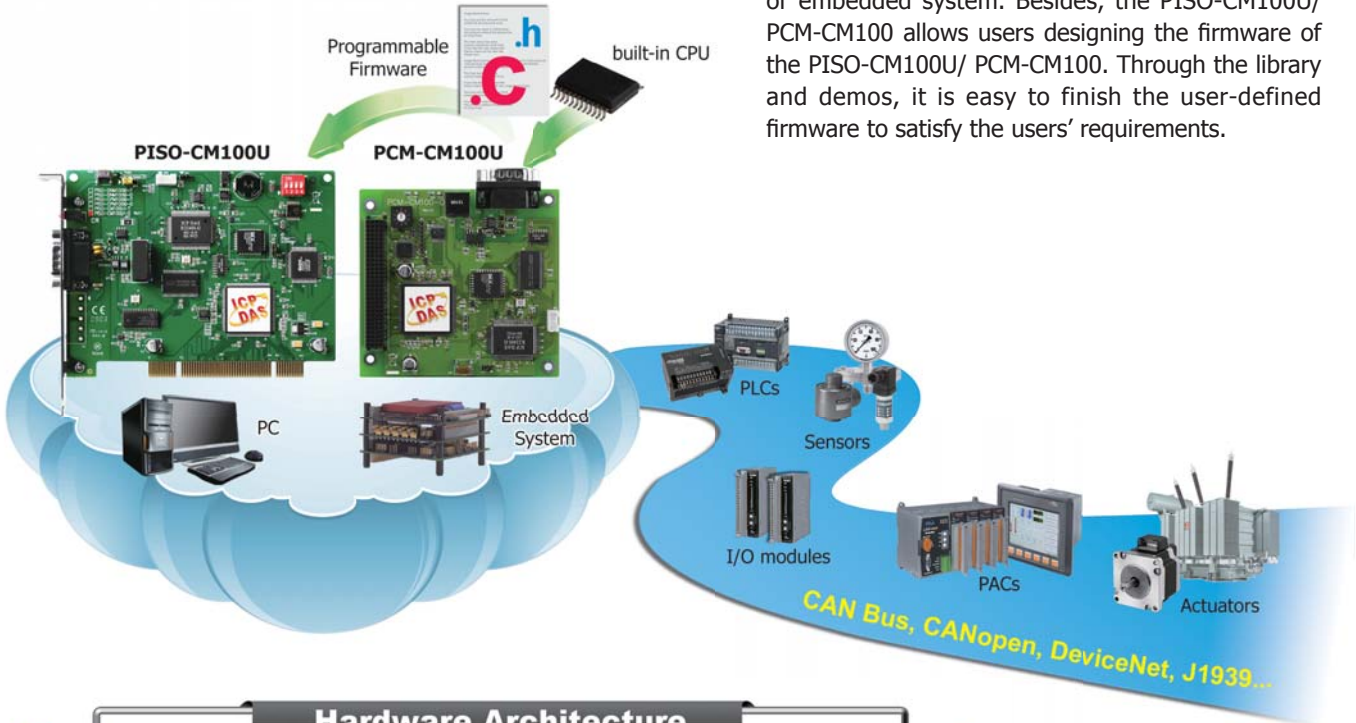 or embedded system. Besides, the PISO-CM100U/
PCM-CM100 allows users designing the firmware of
the PISO-CM100U/ PCM-CM100. Through the library
and demos, it is easy to finish the user-defined
firmware to satisfy the users' requirements.
Programmable
Firmware
.h
.c
built-in CPU
PISO-CM100U
PCM-CM100U
ICP
DAS
ICP
DAS
PC
Embedded
System
PLCs
Sensors
I/O modules
PACs
Actuators
CAN Bus, CANopen, DeviceNet, J1939...
Hardware Architecture